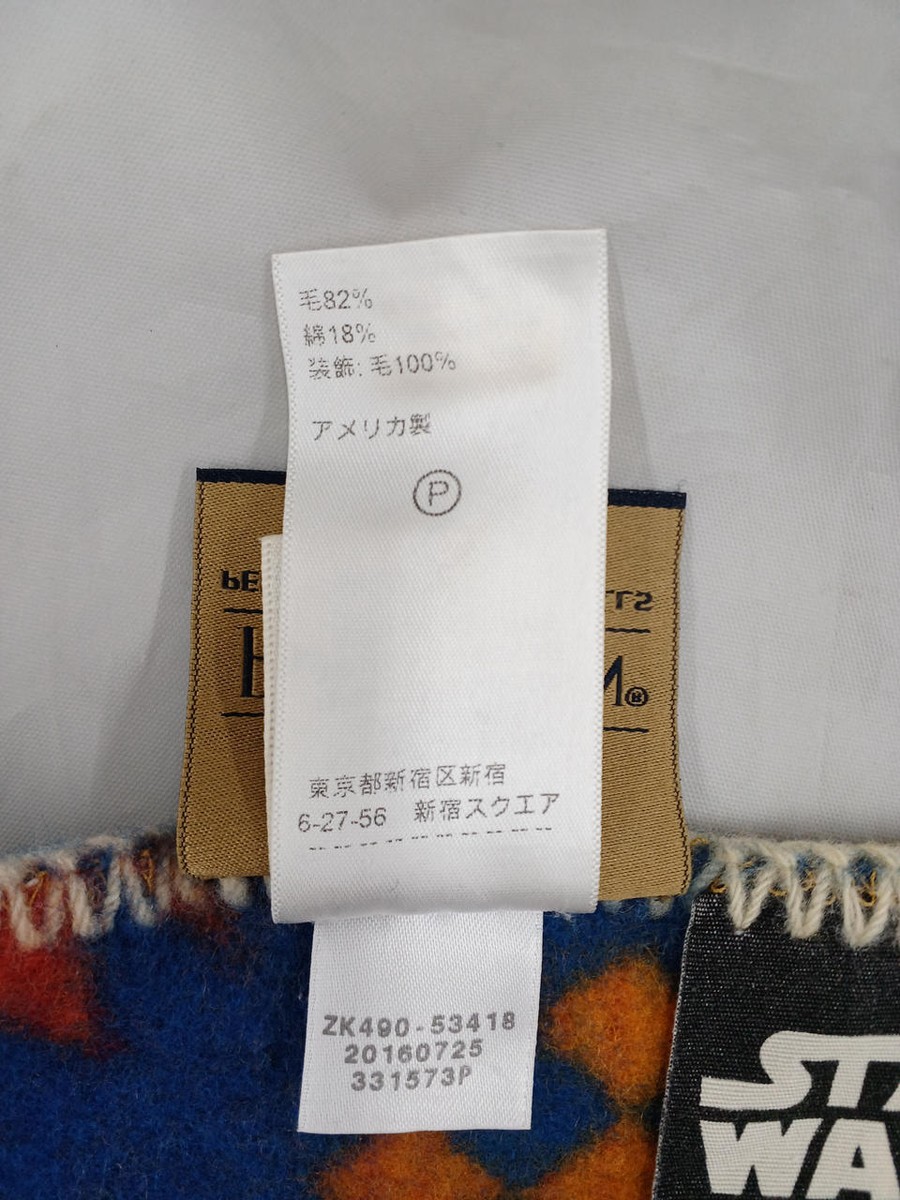 毛82%
綿18%
装飾: 毛100%
アメリカ製
P
東京都新宿区新宿
6-27-56 新宿スクエア
ZK490-53418
20160725
331573P
STA
WA